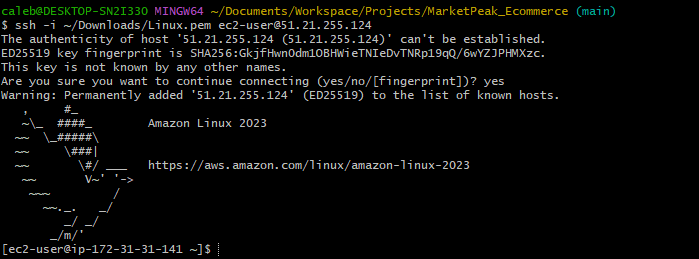 caleb@DESKTOP-SN2I33O MINGW64 ~/Documents/Workspace/Projects/MarketPeak_Ecommerce (main)
$ ssh -i ~/Downloads/Linux.pem ec2-user@51.21.255.124
The authenticity of host '51.21.255.124 (51.21.255.124)' can't be established.
ED25519 key fingerprint is SHA256:GkjfHwnOdm1OBHWieTNIeDvTNRp19qQ/6wYZJPHMXzc.
This key is not known by any other names.
Are you sure you want to continue connecting (yes/no/[fingerprint])? yes
Warning: Permanently added '51.21.255.124' (ED25519) to the list of known hosts.
   ,     #_
   ~\_  ####_        Amazon Linux 2023
  ~~  \_#####\
  ~~     \###|
  ~~       \#/ ___   https://aws.amazon.com/linux/amazon-linux-2023
   ~~       V~' '->
    ~~~         /
      ~~._.   _/
         _/ _/
       _/m/'
[ec2-user@ip-172-31-31-141 ~]$